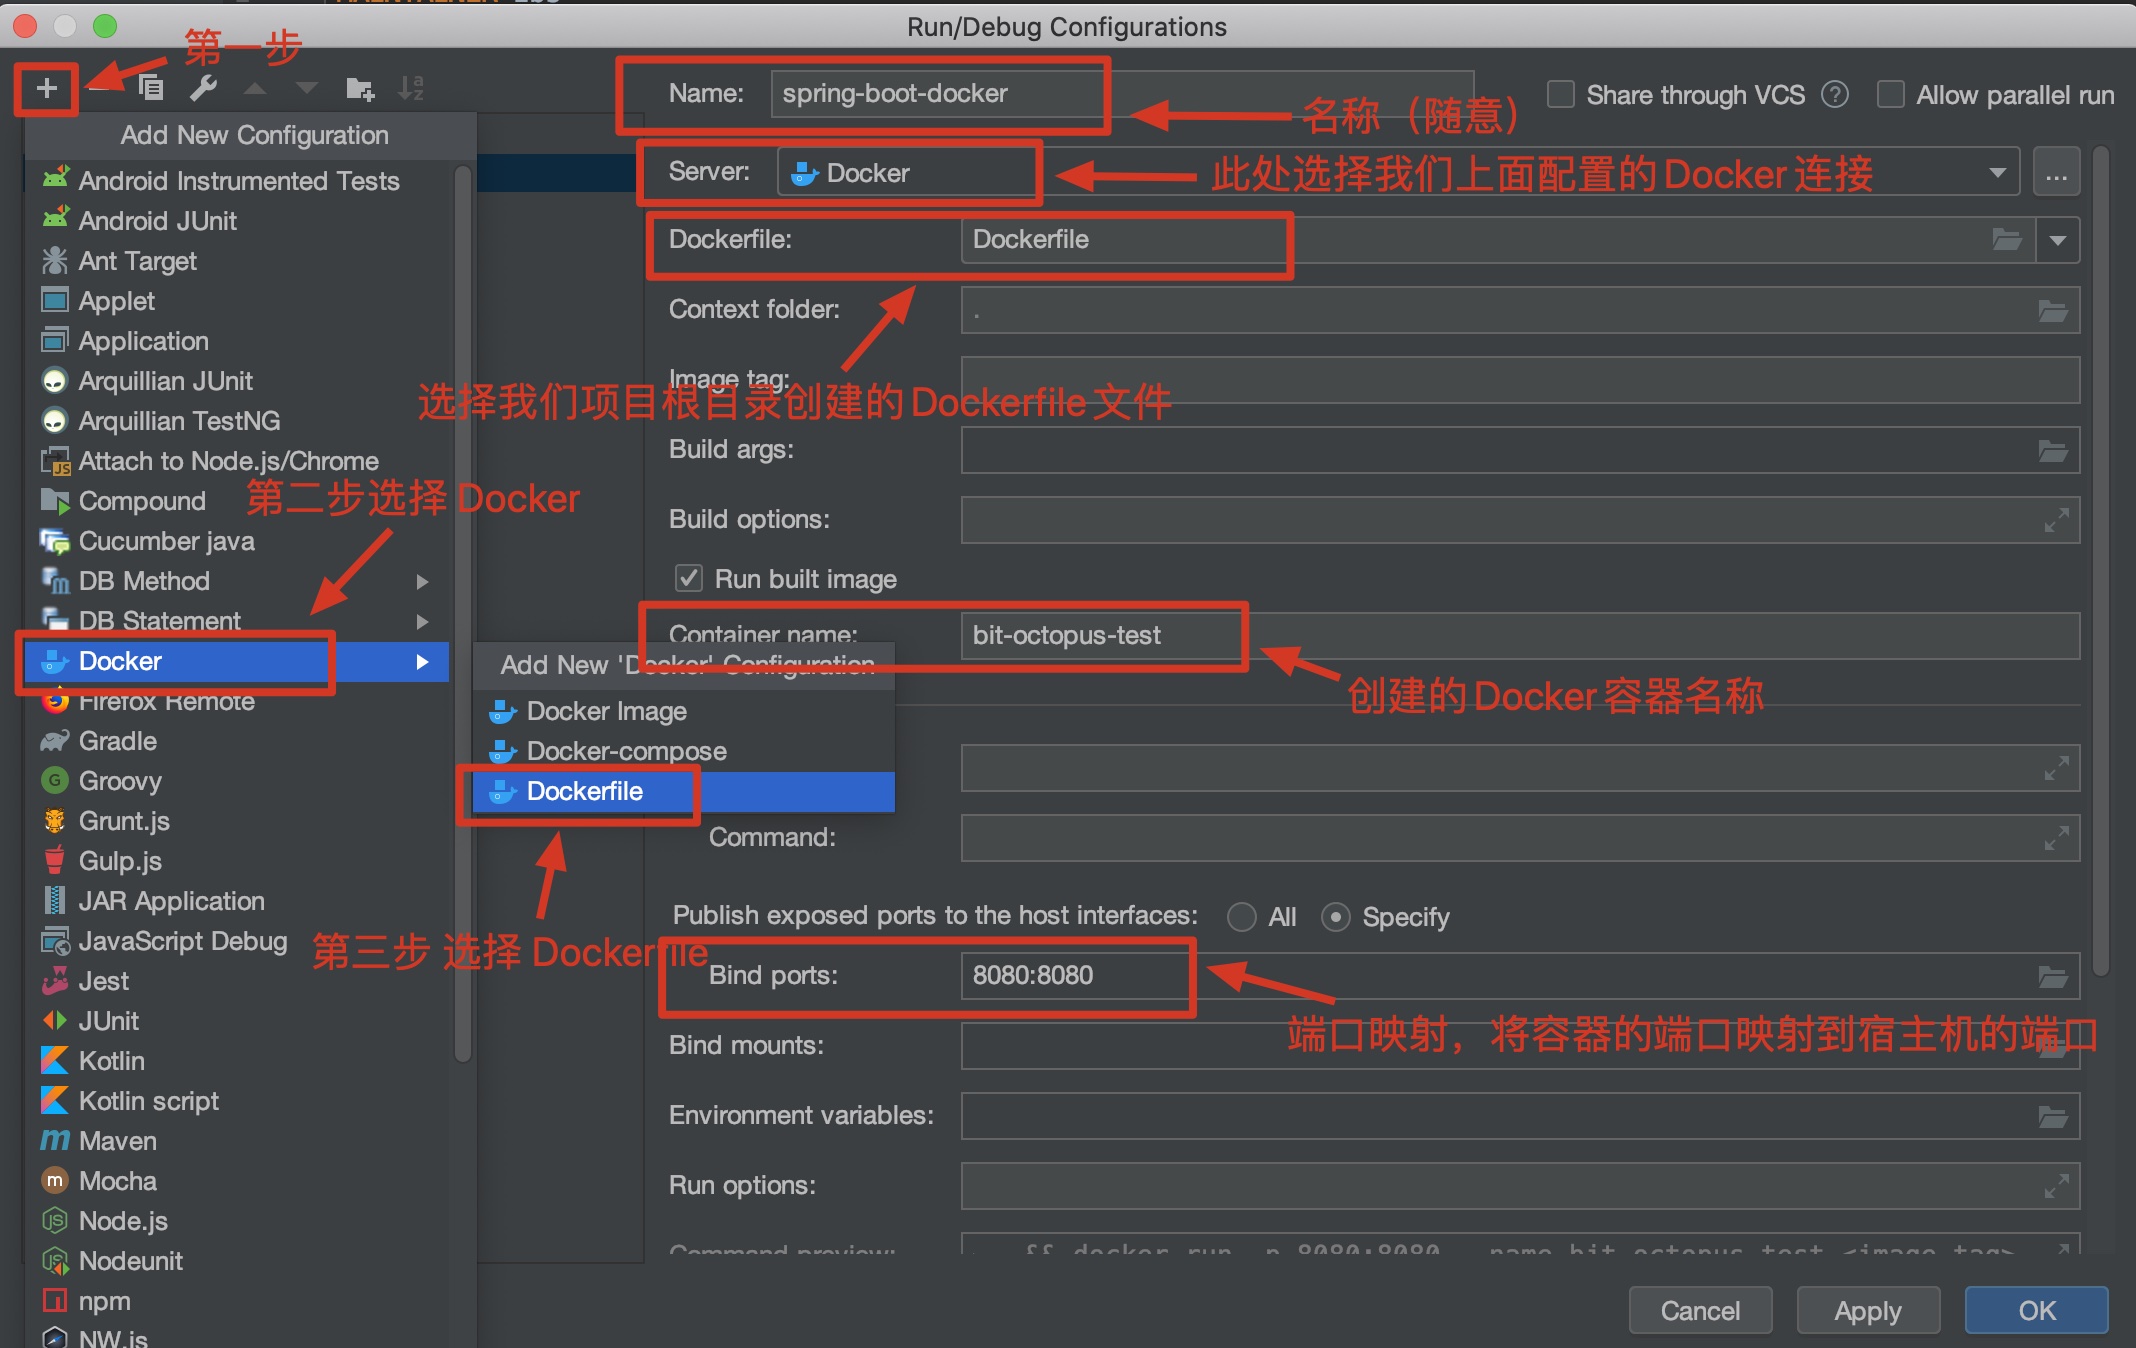 Run/Debug Configurations
第一步
Add New Configuration
Android Instrumented Tests
Android JUnit
Ant Target
Applet
Application
Arquillian JUnit
Arquillian TestNG
Attach to Node.js/Chrome
Compound
第二步选择 Docker
Cucumber java
DB Method
DB Statement
Docker
Firefox Remote
Gradle
Groovy
Grunt.js
Gulp.js
JAR Application
JavaScript Debug
Jest
JUnit
Kotlin
Kotlin script
Maven
Mocha
Node.js
Nodeunit
npm
NW.js
Add New 'Docker' Configuration
Docker Image
Docker-compose
Dockerfile
第三步 选择 Dockerfile
Name: spring-boot-docker
名称（随意）
Share through VCS ?
Allow parallel run
Server: Docker
此处选择我们上面配置的Docker 连接
...
Dockerfile: Dockerfile
Context folder: .
Image tag:
选择我们项目根目录创建的Dockerfile 文件
Build args:
Build options:
Run built image
Container name: bit-octopus-test
创建的Docker 容器名称
Command:
Publish exposed ports to the host interfaces: All Specify
Bind ports: 8080:8080
端口映射，将容器的端口映射到宿主机的端口
Bind mounts:
Environment variables:
Run options:
Command preview: && docker run -p 8080:8080 --name bit-octopus-test <image tag>
Cancel
Apply
OK